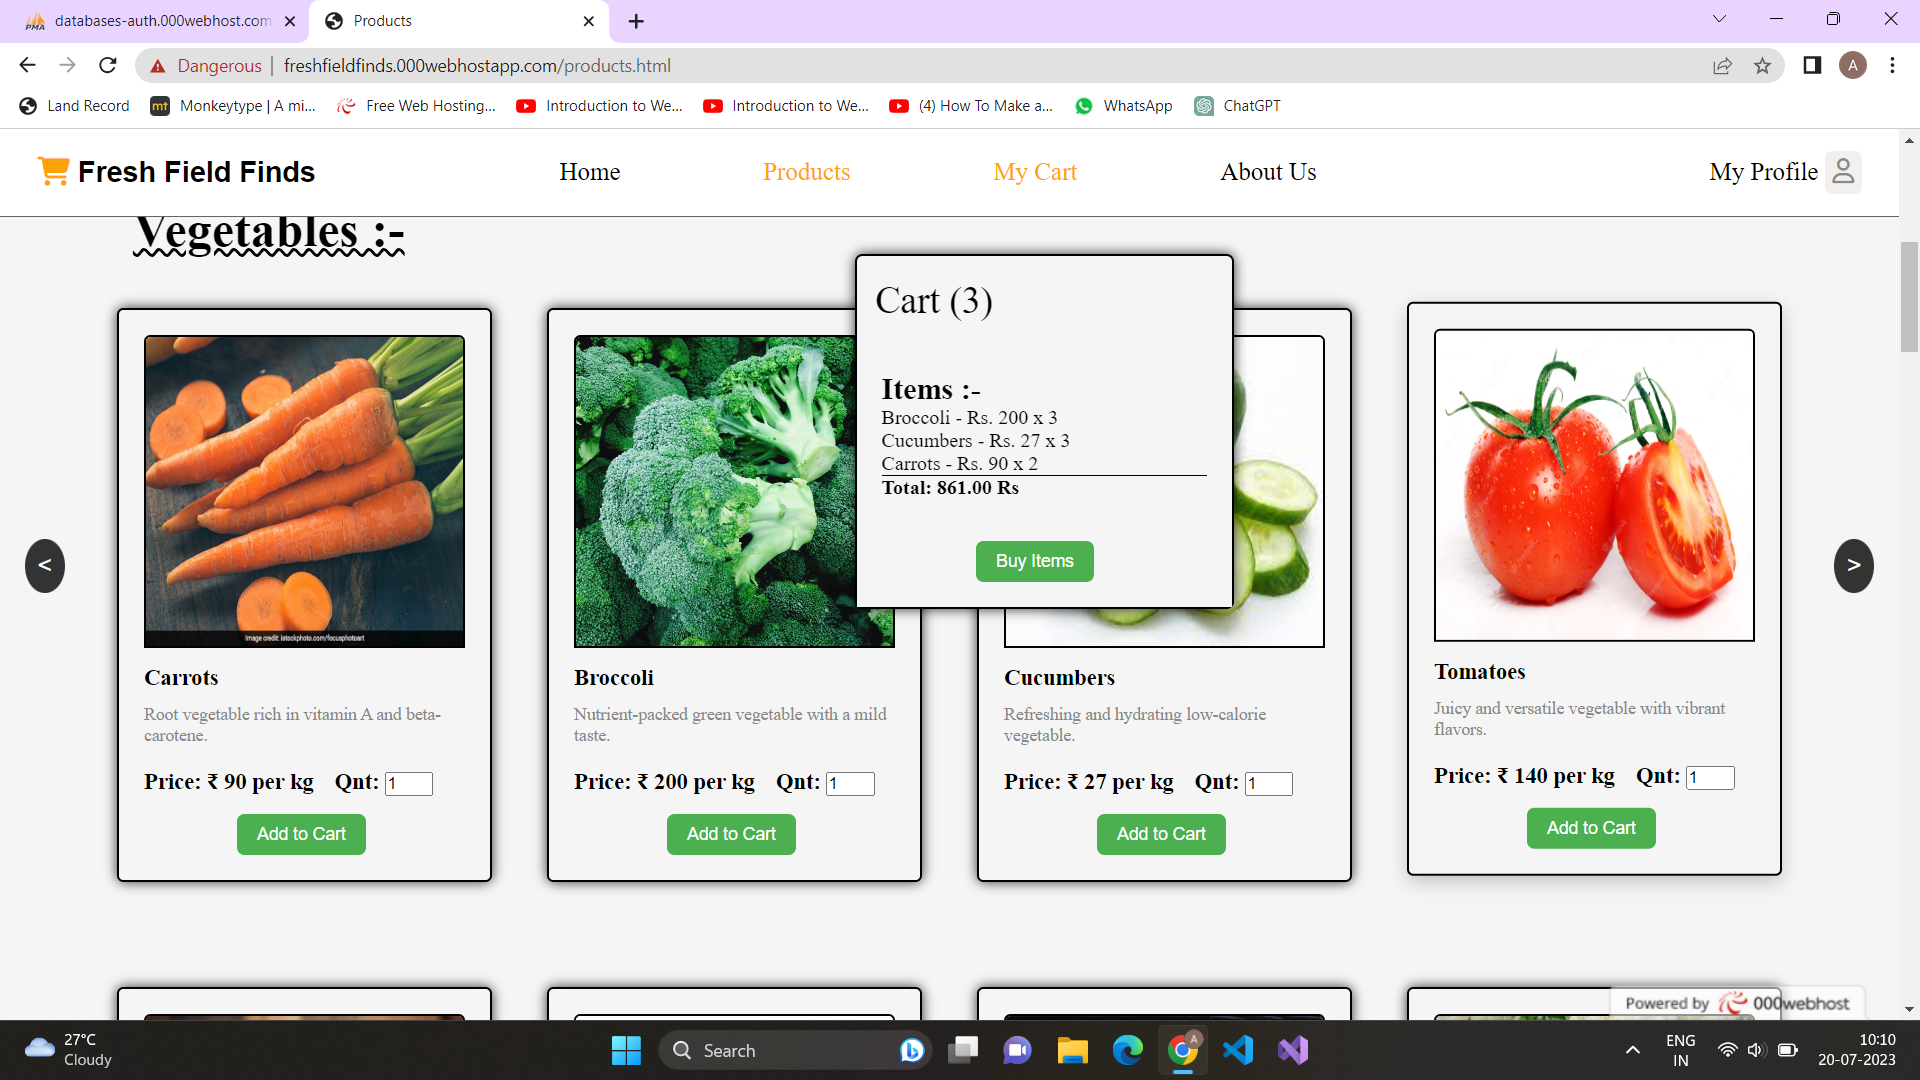 databases-auth.000webhost.com
Products
Dangerous | freshfieldfinds.000webhostapp.com/products.html
A
Land Record
mt Monkeytype | A mi...
Free Web Hosting...
Introduction to We...
Introduction to We...
(4) How To Make a...
WhatsApp
ChatGPT
Fresh Field Finds
Home
Products
My Cart
About Us
My Profile
Vegetables :-
Cart (3)
Items :-
Broccoli - Rs. 200 x 3
Cucumbers - Rs. 27 x 3
Carrots - Rs. 90 x 2
Total: 861.00 Rs
Buy Items
<
>
Image credit: istockphoto.com/focusphotoart
Carrots
Root vegetable rich in vitamin A and beta-
carotene.
Price: ₹ 90 per kg Qnt: 1
Add to Cart
Broccoli
Nutrient-packed green vegetable with a mild
taste.
Price: ₹ 200 per kg Qnt: 1
Add to Cart
Cucumbers
Refreshing and hydrating low-calorie
vegetable.
Price: ₹ 27 per kg Qnt: 1
Add to Cart
Tomatoes
Juicy and versatile vegetable with vibrant
flavors.
Price: ₹ 140 per kg Qnt: 1
Add to Cart
Powered by 000webhost
27°C
Cloudy
Search
A
ENG
IN
10:10
20-07-2023